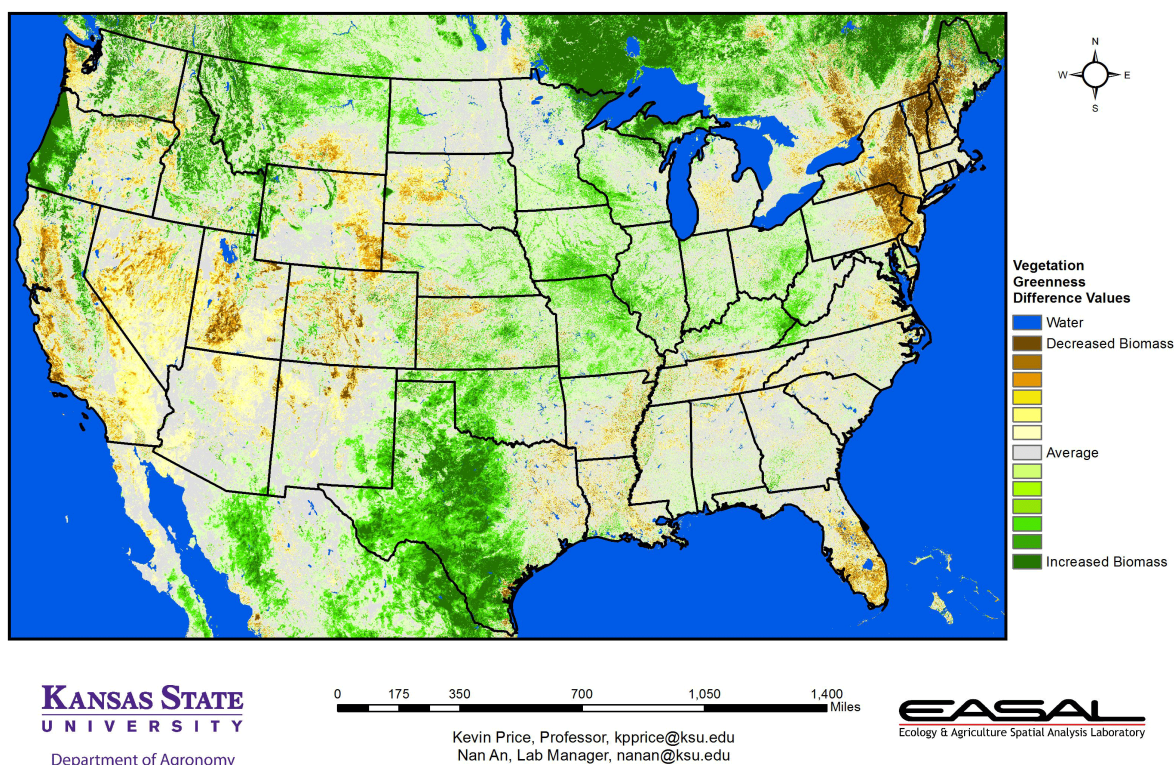 N
W E
S
Vegetation
Greenness
Difference Values
Water
Decreased Biomass
Average
Increased Biomass
KANSAS STATE
UNIVERSITY
Department of Agronomy
0 175 350 700 1,050 1,400
Miles
Kevin Price, Professor, kpprice@ksu.edu
Nan An, Lab Manager, nanan@ksu.edu
EASAL
Ecology & Agriculture Spatial Analysis Laboratory